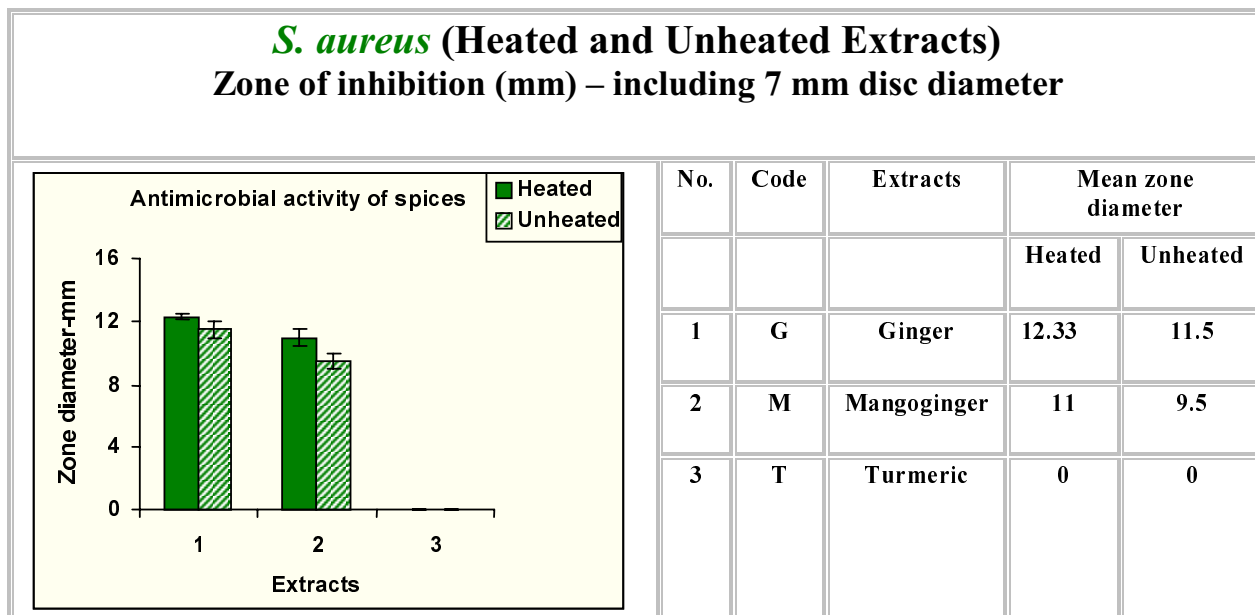 S. aureus (Heated and Unheated Extracts)
Zone of inhibition (mm) – including 7 mm disc diameter
Antimicrobial activity of spices
Heated
Unheated
Zone diameter-mm
16
12
8
4
0
1 2 3
Extracts
No. Code Extracts Mean zone
diameter
Heated Unheated
1 G Ginger 12.33 11.5
2 M Mangoginger 11 9.5
3 T Turmeric 0 0